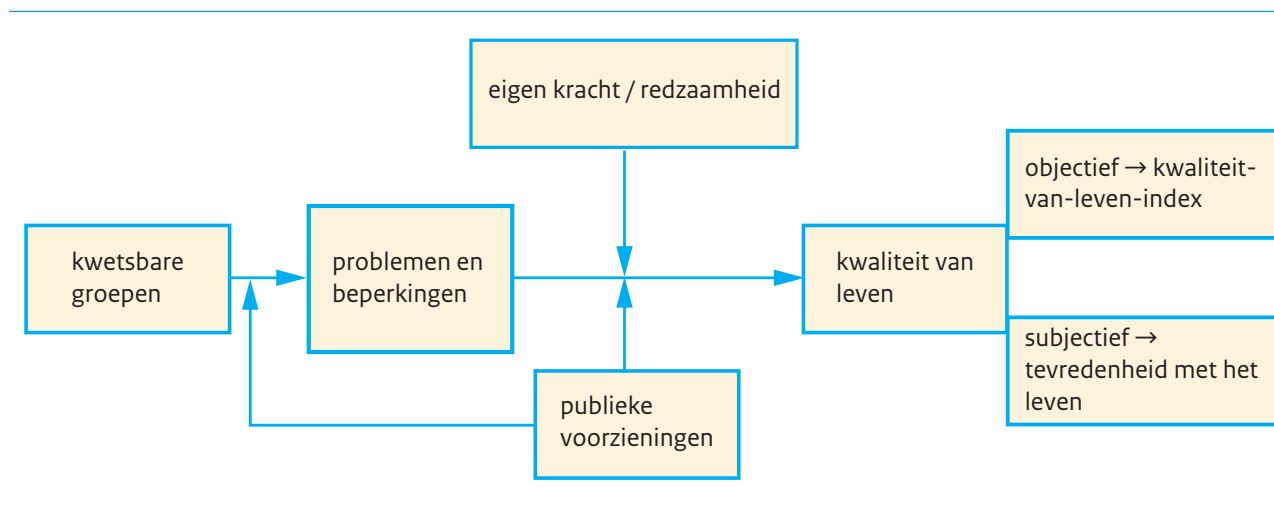 eigen kracht / redzaamheid
objectief → kwaliteit-
van-leven-index
kwetsbare
groepen
problemen en
beperkingen
kwaliteit van
leven
subjectief →
tevredenheid met het
leven
publieke
voorzieningen